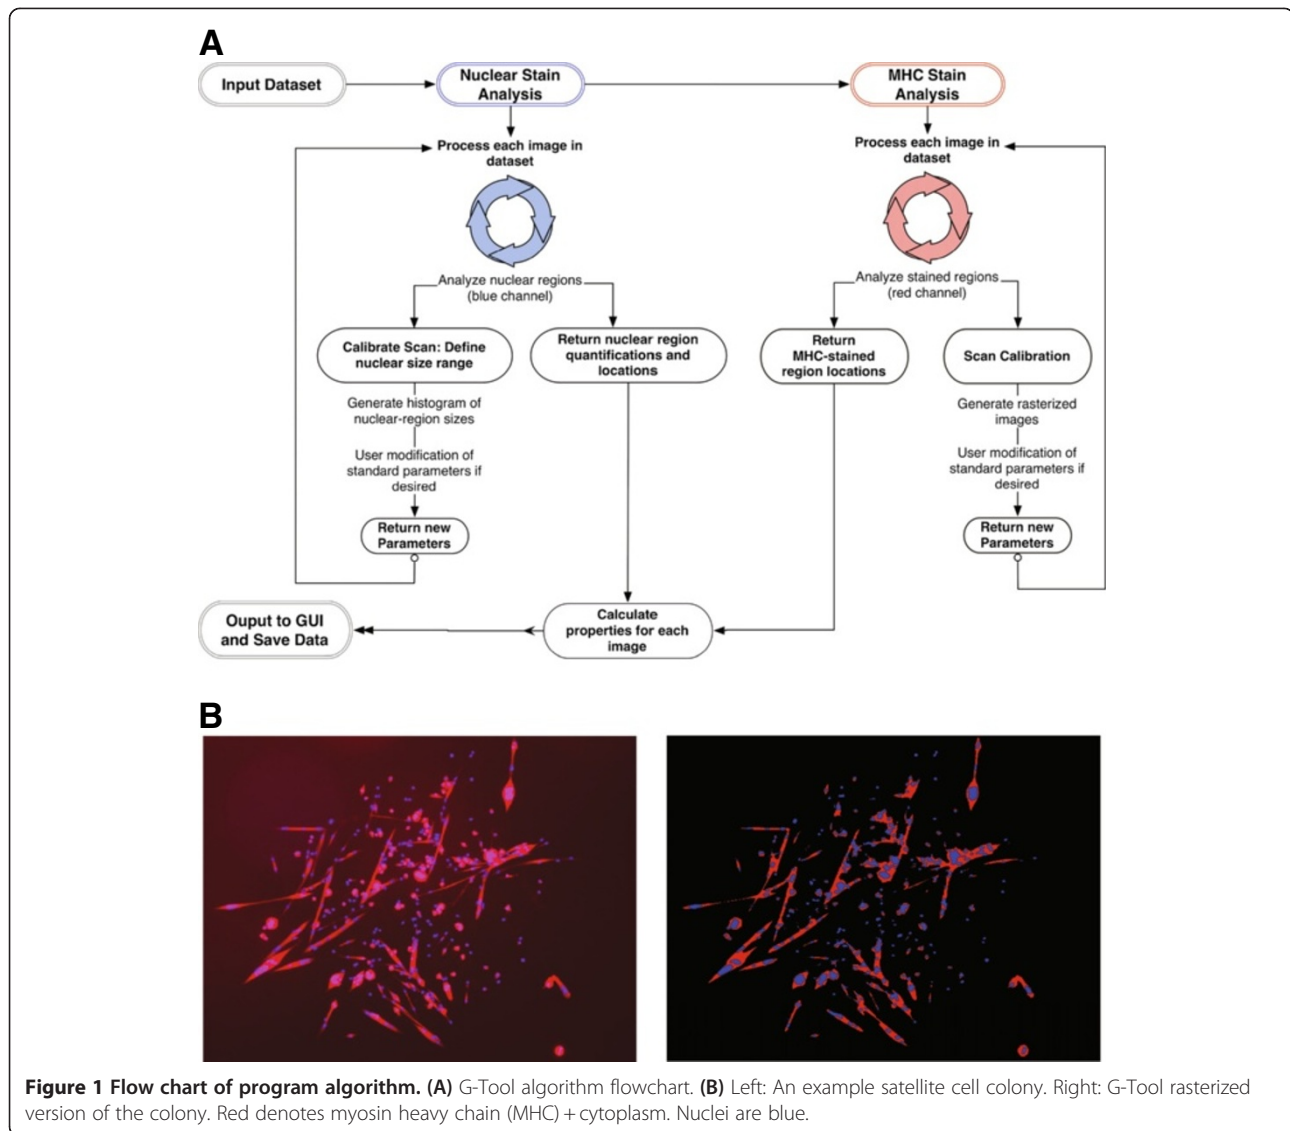 A
Input Dataset
Nuclear Stain
Analysis
MHC Stain
Analysis
Process each image in
dataset
Process each image in
dataset
Analyze nuclear regions
(blue channel)
Analyze stained regions
(red channel)
Calibrate Scan: Define
nuclear size range
Return nuclear region
quantifications and
locations
Return
MHC-stained
region locations
Scan Calibration
Generate histogram of
nuclear-region sizes
Generate rasterized
images
User modification of
standard parameters if
desired
User modification of
standard parameters if
desired
Return new
Parameters
Return new
Parameters
Ouput to GUI
and Save Data
Calculate
properties for each
image
B
Figure 1 Flow chart of program algorithm. (A) G-Tool algorithm flowchart. (B) Left: An example satellite cell colony. Right: G-Tool rasterized
version of the colony. Red denotes myosin heavy chain (MHC) + cytoplasm. Nuclei are blue.